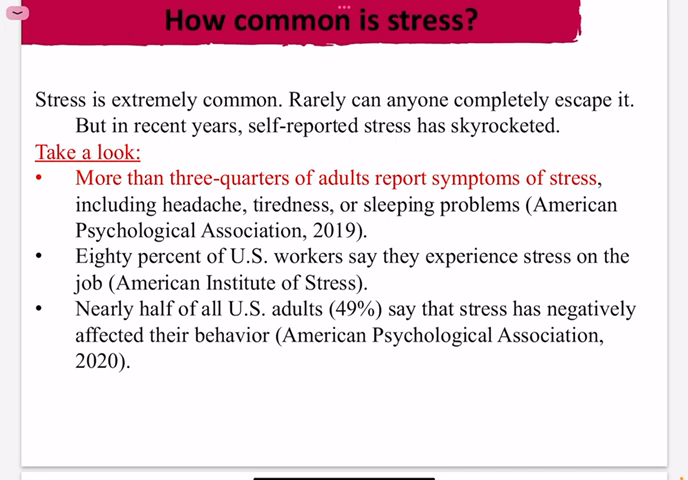 How common is stress?
Stress is extremely common. Rarely can anyone completely escape it.
But in recent years, self-reported stress has skyrocketed.
Take a look:
• More than three-quarters of adults report symptoms of stress,
including headache, tiredness, or sleeping problems (American
Psychological Association, 2019).
• Eighty percent of U.S. workers say they experience stress on the
job (American Institute of Stress).
• Nearly half of all U.S. adults (49%) say that stress has negatively
affected their behavior (American Psychological Association,
2020).